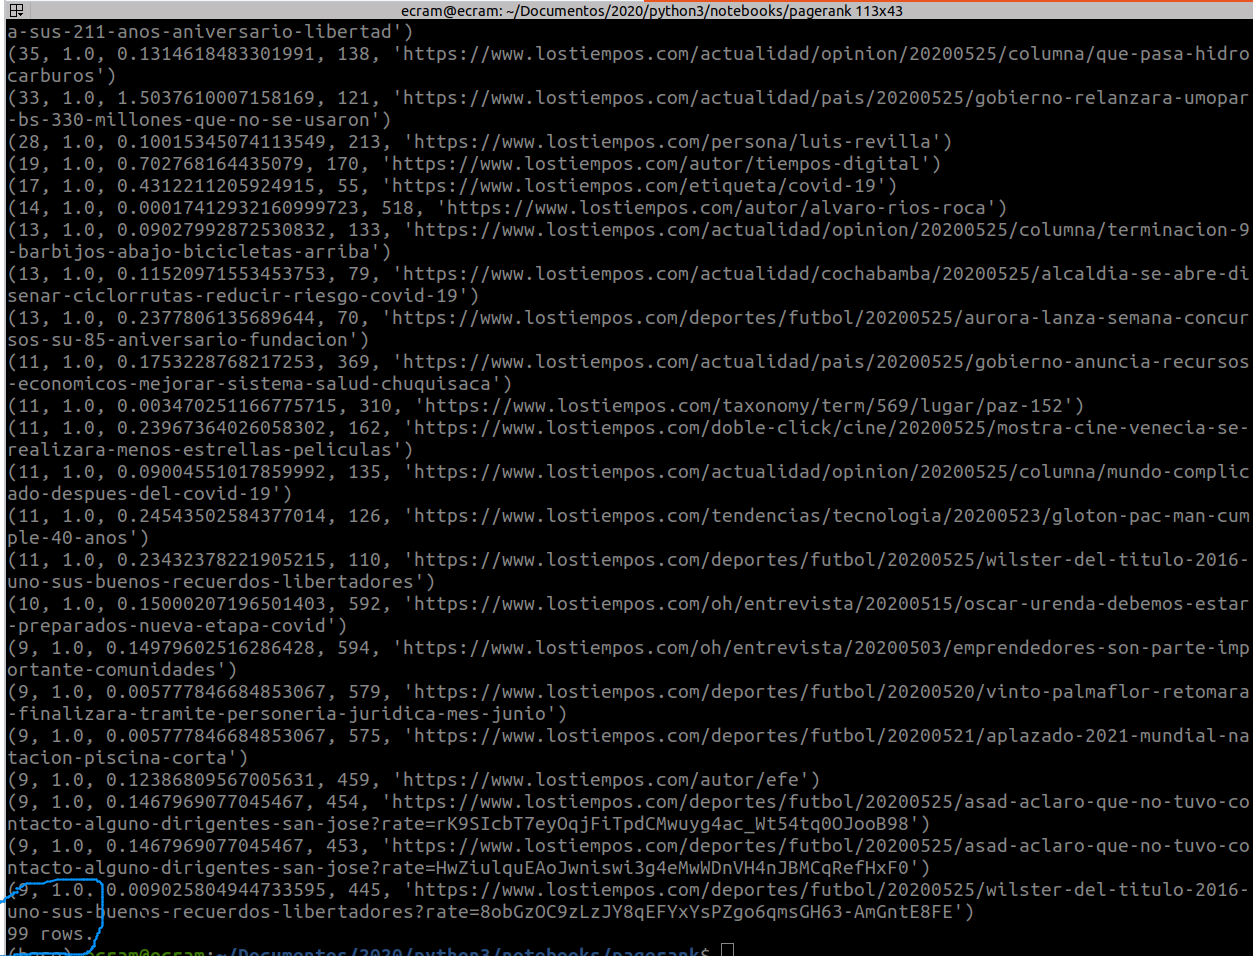 ecram@ecram: ~/Documentos/2020/python3/notebooks/pagerank 113x43
a-sus-211-anos-aniversario-libertad')
(35, 1.0, 0.1314618483301991, 138, 'https://www.lostiempos.com/actualidad/opinion/20200525/columna/que-pasa-hidro
carburos')
(33, 1.0, 1.5037610007158169, 121, 'https://www.lostiempos.com/actualidad/pais/20200525/gobierno-relanzara-umopar
-bs-330-millones-que-no-se-usaron')
(28, 1.0, 0.10015345074113549, 213, 'https://www.lostiempos.com/persona/luis-revilla')
(19, 1.0, 0.702768164435079, 170, 'https://www.lostiempos.com/autor/tiempos-digital')
(17, 1.0, 0.4312211205924915, 55, 'https://www.lostiempos.com/etiqueta/covid-19')
(14, 1.0, 0.00017412932160999723, 518, 'https://www.lostiempos.com/autor/alvaro-rios-roca')
(13, 1.0, 0.09027992872530832, 133, 'https://www.lostiempos.com/actualidad/opinion/20200525/columna/terminacion-9
-barbijos-abajo-bicicletas-arriba')
(13, 1.0, 0.11520971553453753, 79, 'https://www.lostiempos.com/actualidad/cochabamba/20200525/alcaldia-se-abre-di
senar-ciclorrutas-reducir-riesgo-covid-19')
(13, 1.0, 0.2377806135689644, 70, 'https://www.lostiempos.com/deportes/futbol/20200525/aurora-lanza-semana-concur
sos-su-85-aniversario-fundacion')
(11, 1.0, 0.1753228768217253, 369, 'https://www.lostiempos.com/actualidad/pais/20200525/gobierno-anuncia-recursos
-economicos-mejorar-sistema-salud-chuquisaca')
(11, 1.0, 0.003470251166775715, 310, 'https://www.lostiempos.com/taxonomy/term/569/lugar/paz-152')
(11, 1.0, 0.23967364026058302, 162, 'https://www.lostiempos.com/doble-click/cine/20200525/mostra-cine-venecia-se-
realizara-menos-estrellas-peliculas')
(11, 1.0, 0.09004551017859992, 135, 'https://www.lostiempos.com/actualidad/opinion/20200525/columna/mundo-complic
ado-despues-del-covid-19')
(11, 1.0, 0.24543502584377014, 126, 'https://www.lostiempos.com/tendencias/tecnologia/20200523/gloton-pac-man-cum
ple-40-anos')
(11, 1.0, 0.23432378221905215, 110, 'https://www.lostiempos.com/deportes/futbol/20200525/wilster-del-titulo-2016-
uno-sus-buenos-recuerdos-libertadores')
(10, 1.0, 0.15000207196501403, 592, 'https://www.lostiempos.com/oh/entrevista/20200515/oscar-urenda-debemos-estar
-preparados-nueva-etapa-covid')
(9, 1.0, 0.14979602516286428, 594, 'https://www.lostiempos.com/oh/entrevista/20200503/emprendedores-son-parte-imp
ortante-comunidades')
(9, 1.0, 0.005777846684853067, 579, 'https://www.lostiempos.com/deportes/futbol/20200520/vinto-palmaflor-retomara
-finalizara-tramite-personeria-juridica-mes-junio')
(9, 1.0, 0.005777846684853067, 575, 'https://www.lostiempos.com/deportes/futbol/20200521/aplazado-2021-mundial-na
tacion-piscina-corta')
(9, 1.0, 0.12386809567005631, 459, 'https://www.lostiempos.com/autor/efe')
(9, 1.0, 0.1467969077045467, 454, 'https://www.lostiempos.com/deportes/futbol/20200525/asad-aclaro-que-no-tuvo-co
ntacto-alguno-dirigentes-san-jose?rate=rK9SIcbT7eyOqjFiTpdCMwuyg4ac_Wt54tq0OJooB98')
(9, 1.0, 0.1467969077045467, 453, 'https://www.lostiempos.com/deportes/futbol/20200525/asad-aclaro-que-no-tuvo-co
ntacto-alguno-dirigentes-san-jose?rate=HwZiulquEAoJwniswi3g4eMwWDnVH4nJBMCqRefHxF0')
(9, 1.0, 0.009025804944733595, 445, 'https://www.lostiempos.com/deportes/futbol/20200525/wilster-del-titulo-2016-
uno-sus-buenos-recuerdos-libertadores?rate=8obGzOC9zLzJY8qEFYxYsPZgo6qmsGH63-AmGntE8FE')
99 rows.
ecram@ecram:~/Documentos/2020/python3/notebooks/pagerank$